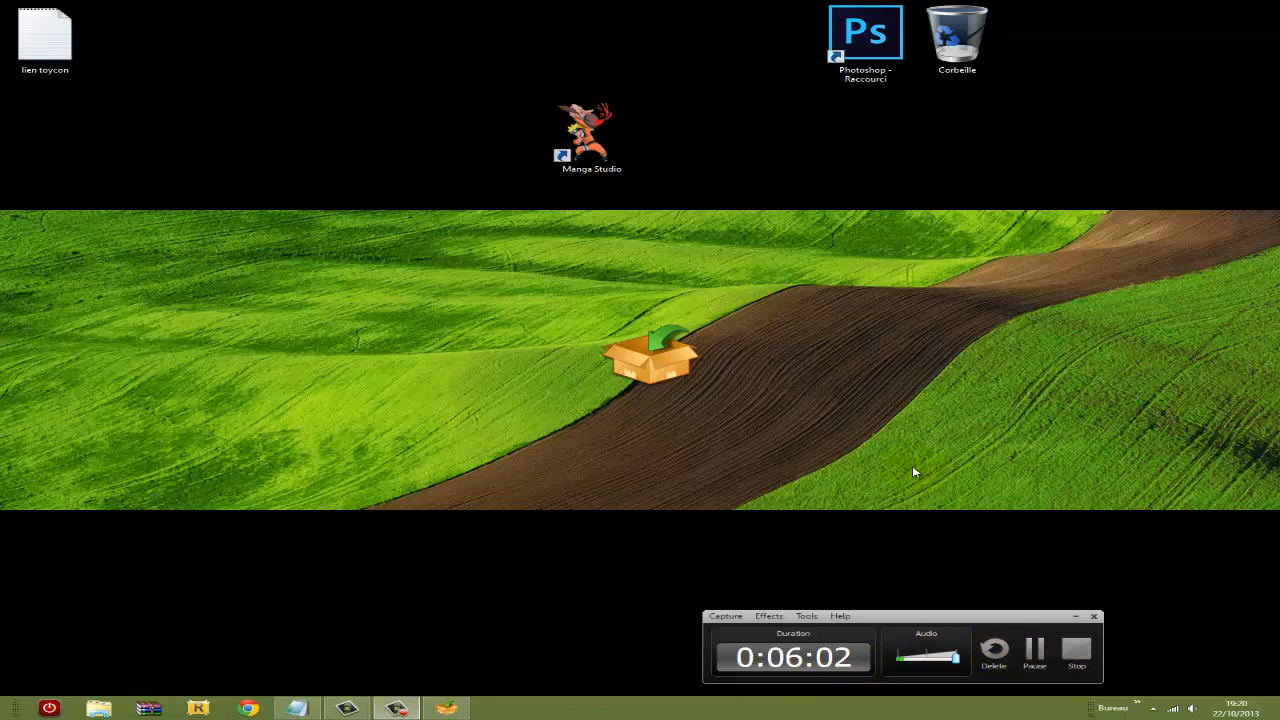 lien toycon
Ps
Photoshop -
Raccourci
Corbeille
Manga Studio
Capture Effects Tools Help
Duration
Audio
0:06:02
Delete
Pause
Stop
R
Bureau
19:20
22/10/2013